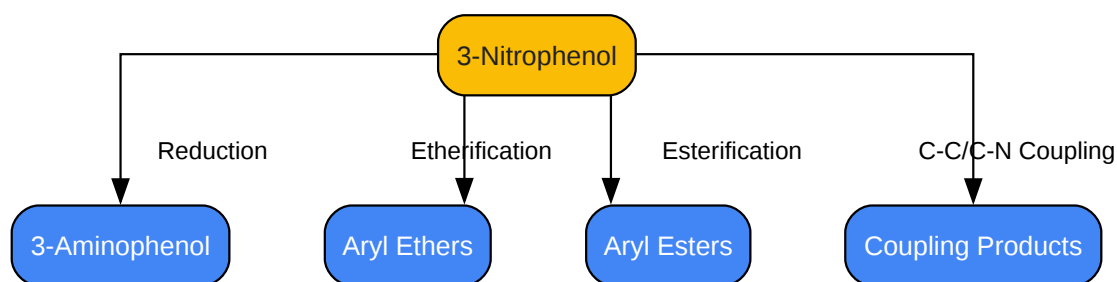 3-Nitrophenol
Reduction
Etherification
Esterification
C-C/C-N Coupling
3-Aminophenol
Aryl Ethers
Aryl Esters
Coupling Products